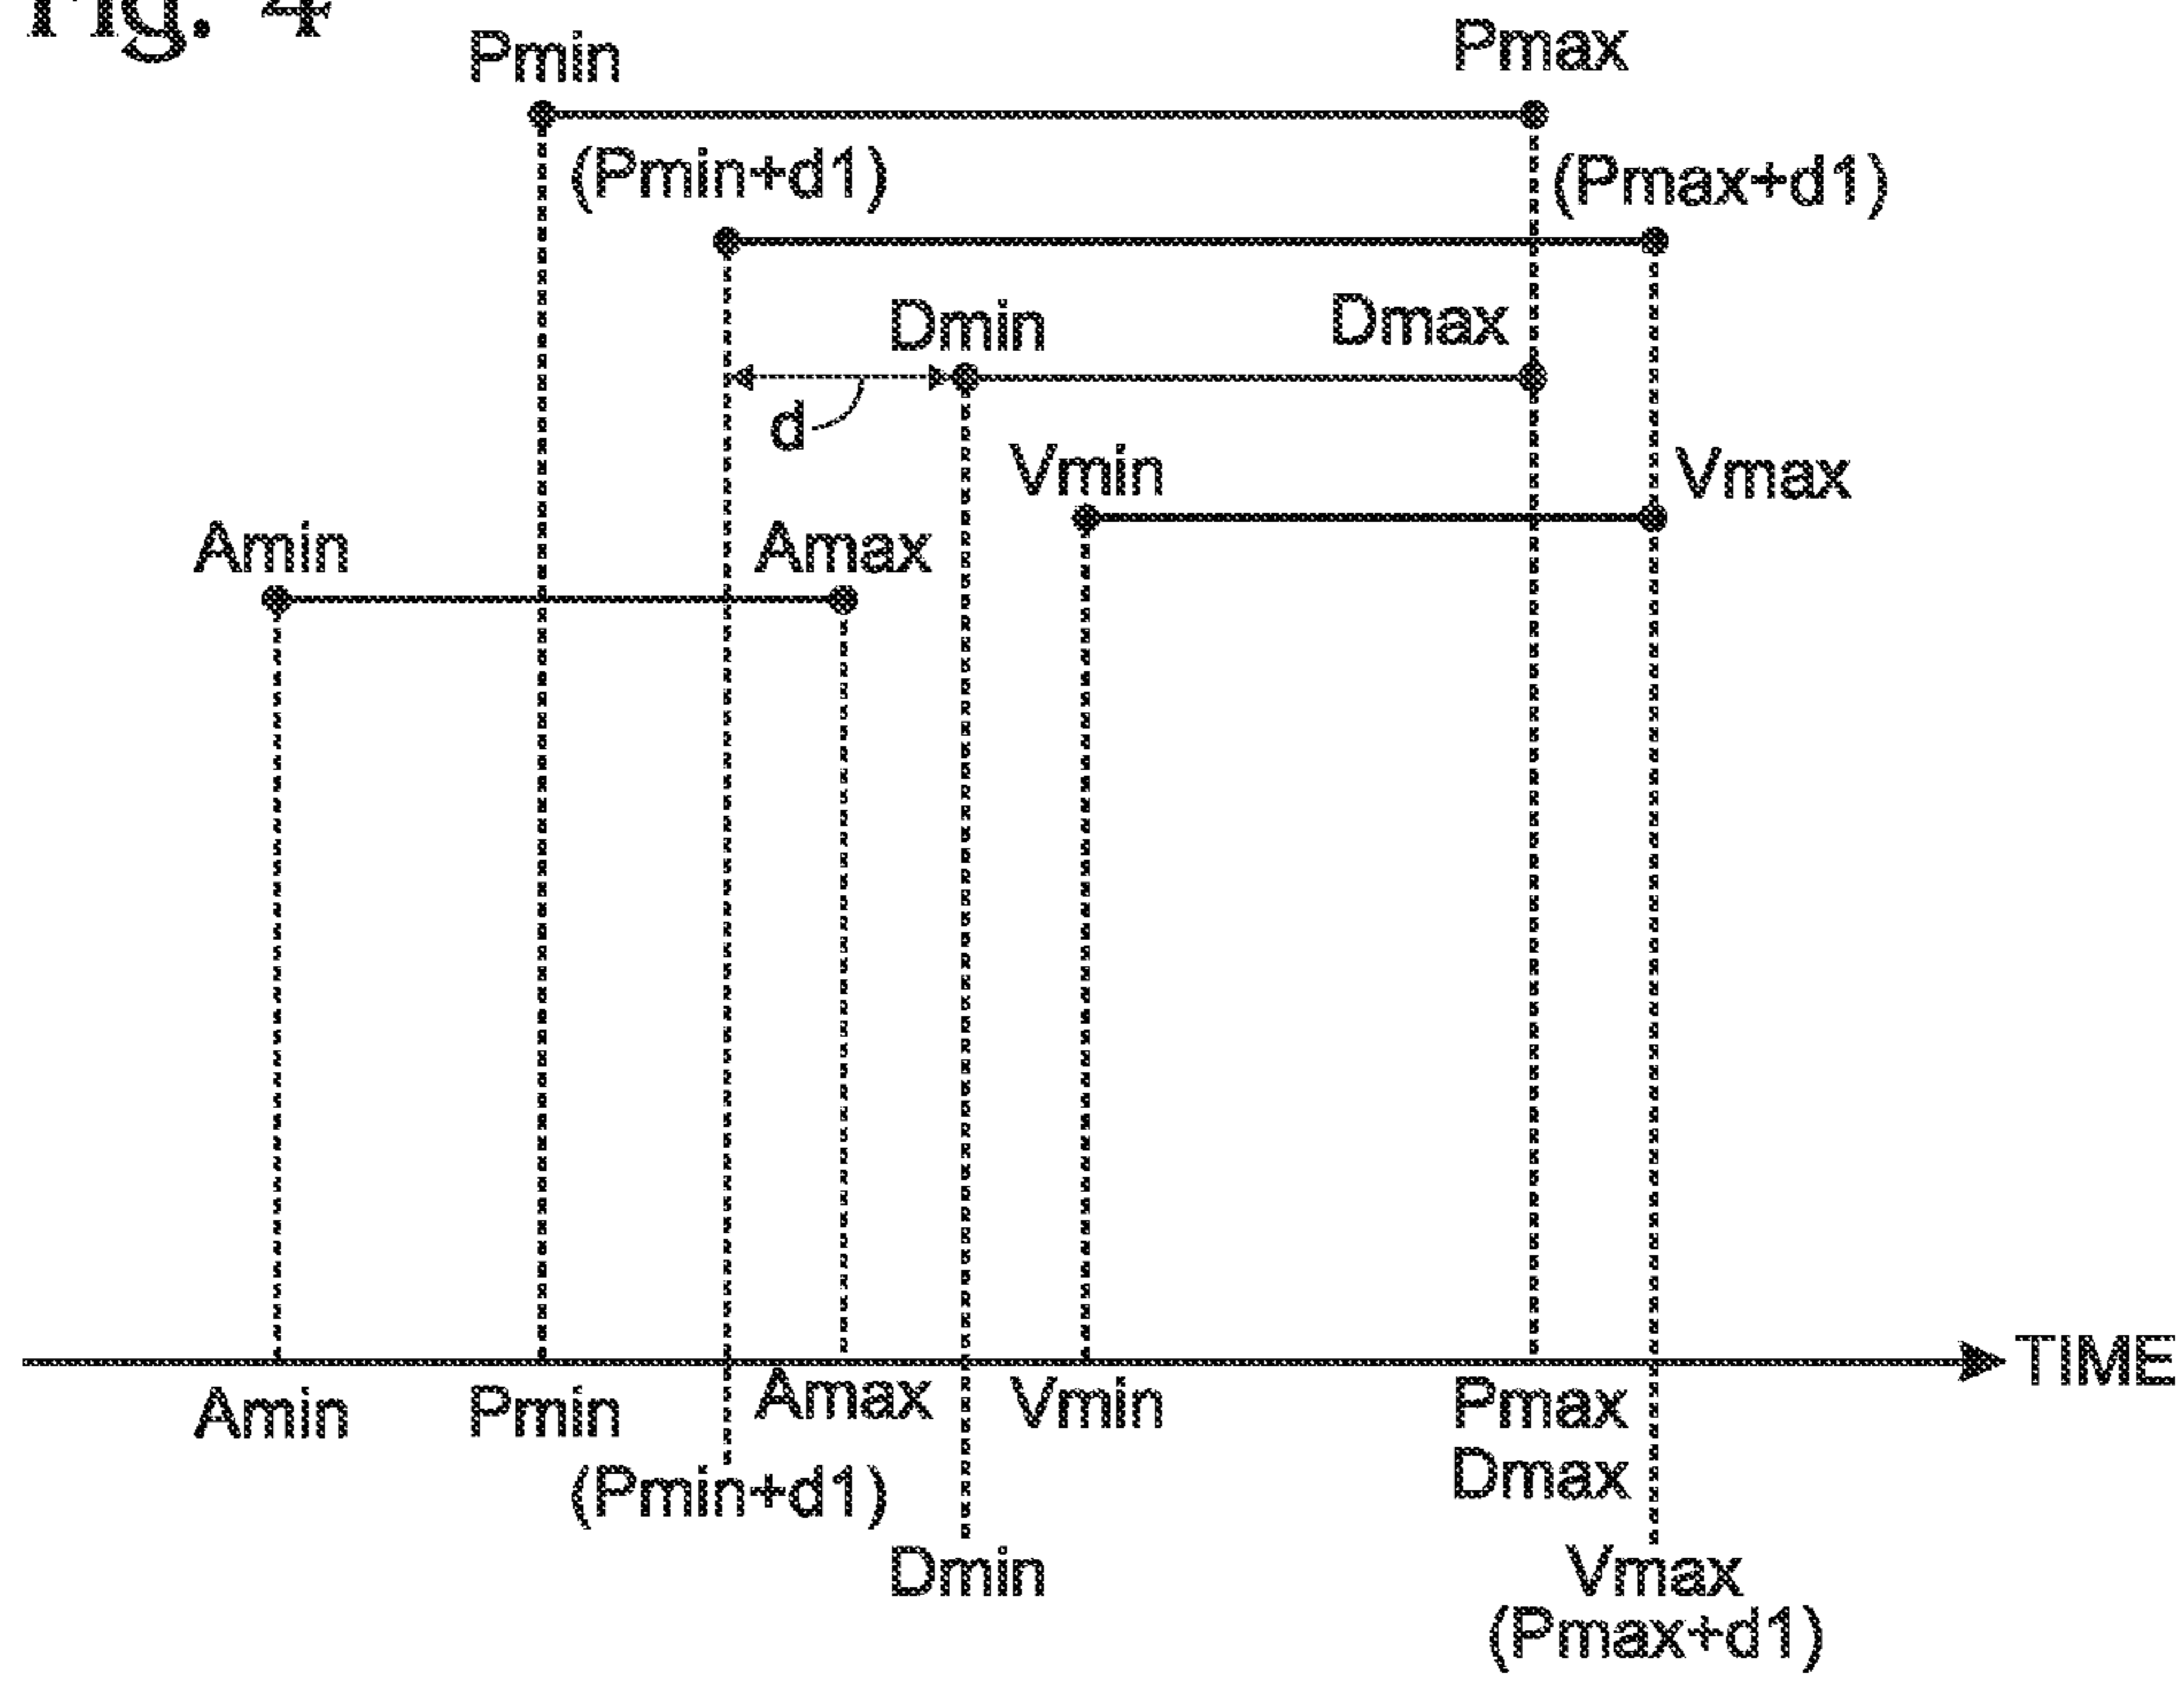 Fig. 4
Pmin Pmax
(Pmin+d1) (Pmax+d1)
Dmin Dmax
d
Vmin Vmax
Amin Amax
TIME
Amin Pmin Amax Vmin Pmax
(Pmin+d1) Dmax
Dmin Vmax
(Pmax+d1)